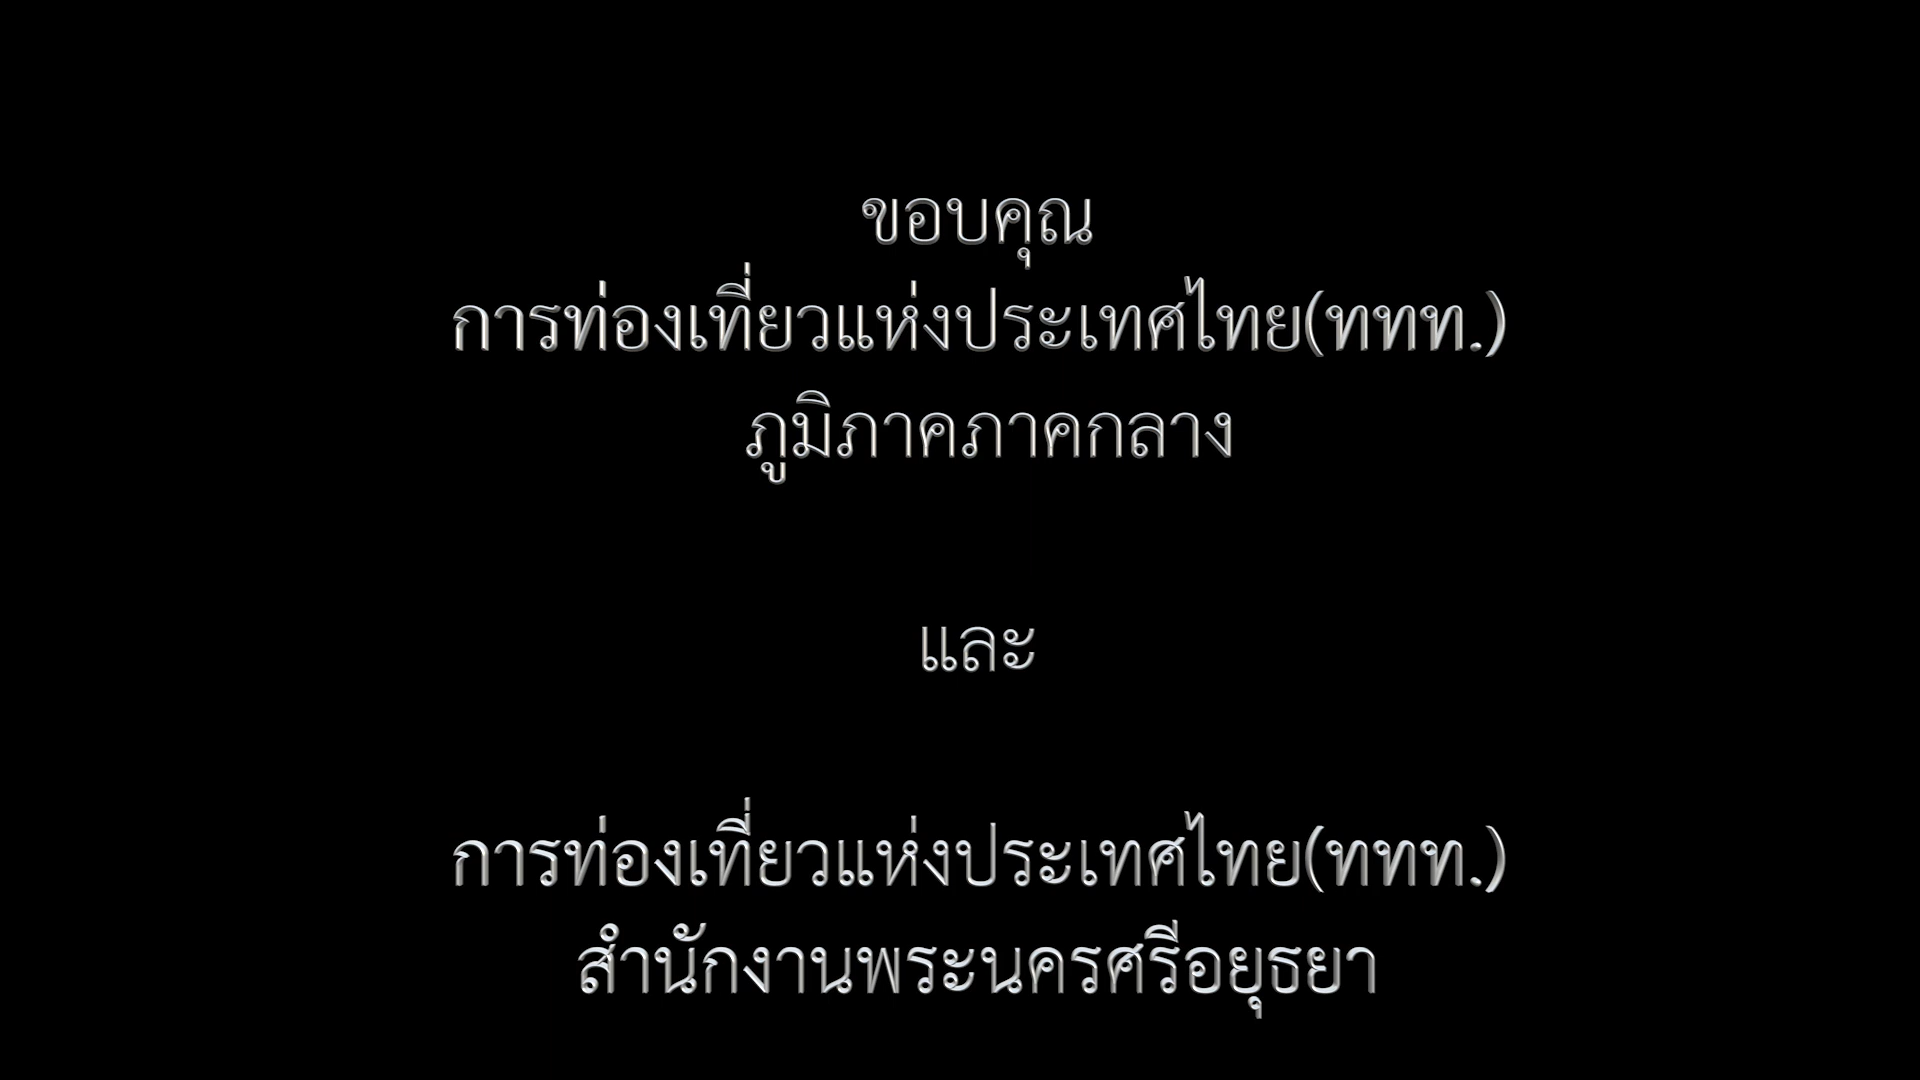 ขอบคุณ
การท่องเที่ยวแห่งประเทศไทย(ททท.)
ภูมิภาคภาคกลาง
และ
การท่องเที่ยวแห่งประเทศไทย(ททท.)
สำนักงานพระนครศรีอยุธยา